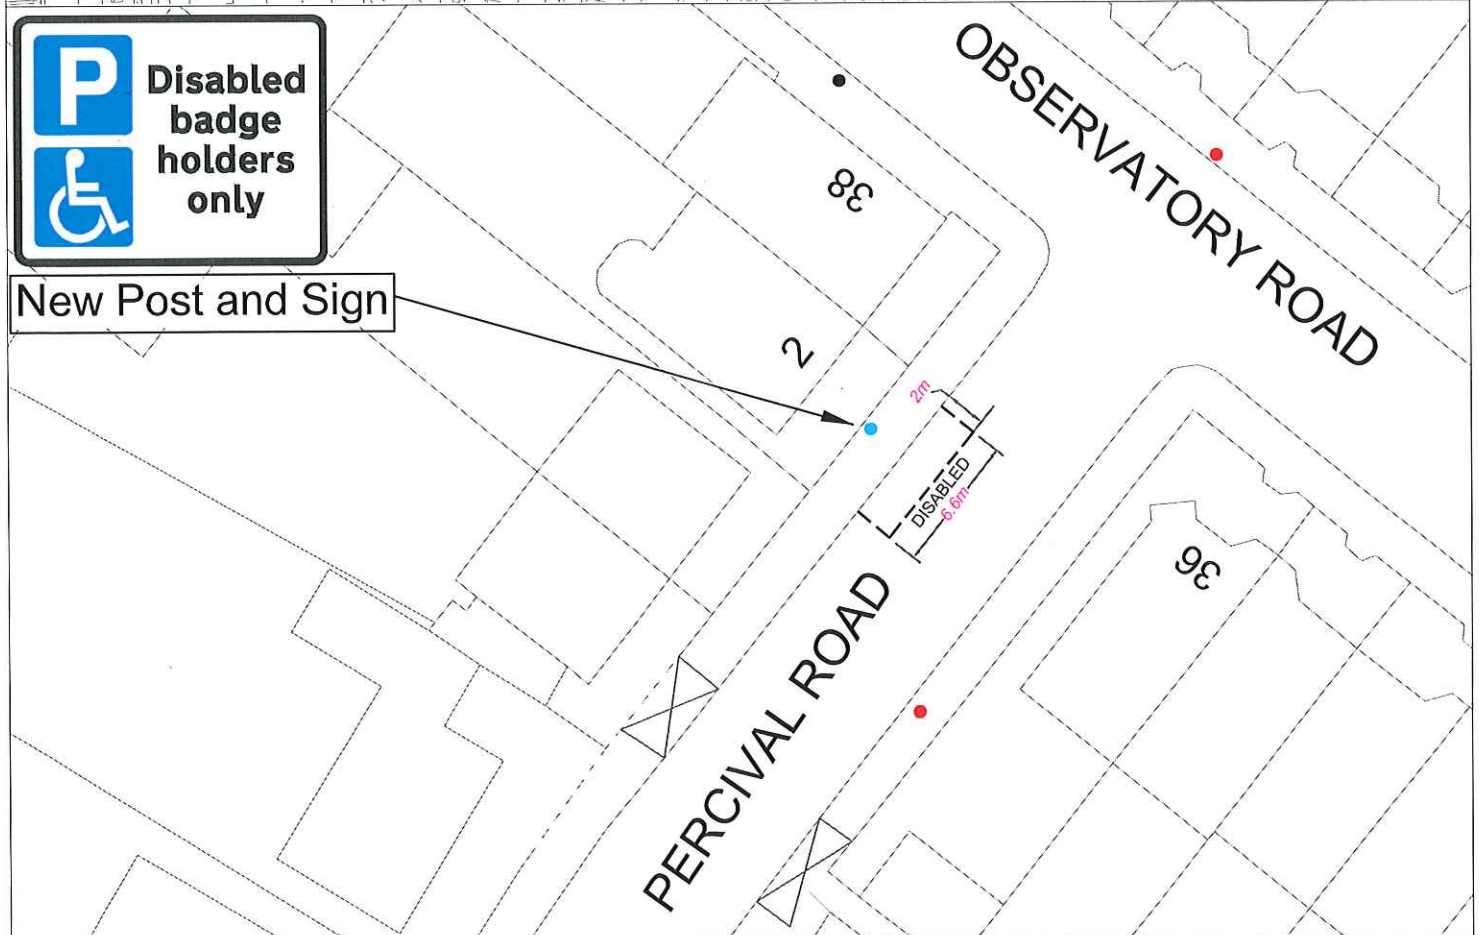 P
Disabled
badge
holders
only
New Post and Sign
OBSERVATORY ROAD
38
2
2m
DISABLED
6.6m
36
PERCIVAL ROAD